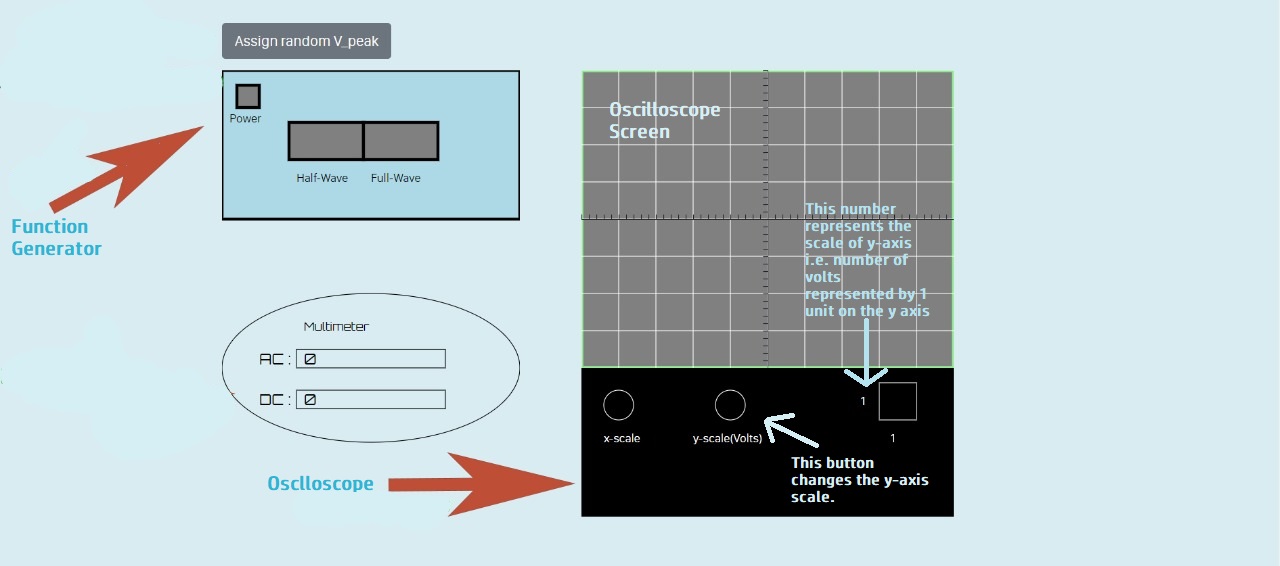 Assign random V_peak
Power
Half-Wave
Full-Wave
Function
Generator
Multimeter
AC :
0
DC :
0
Osclloscope
Oscilloscope
Screen
This number
represents the
scale of y-axis
i.e. number of
volts
represented by 1
unit on the y axis
1
1
x-scale
y-scale(Volts)
This button
changes the y-axis
scale.